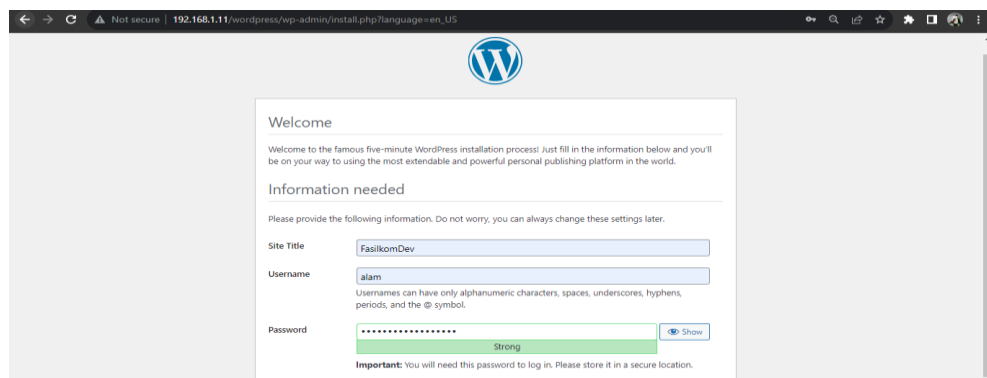 Not secure | 192.168.1.11/wordpress/wp-admin/install.php?language=en_US
Welcome
Welcome to the famous five-minute WordPress installation process! Just fill in the information below and you'll
be on your way to using the most extendable and powerful personal publishing platform in the world.
Information needed
Please provide the following information. Do not worry, you can always change these settings later.
Site Title
FasilkomDev
Username
alam
Usernames can have only alphanumeric characters, spaces, underscores, hyphens,
periods, and the @ symbol.
Password
••••••••••••••••••
Show
Strong
Important: You will need this password to log in. Please store it in a secure location.